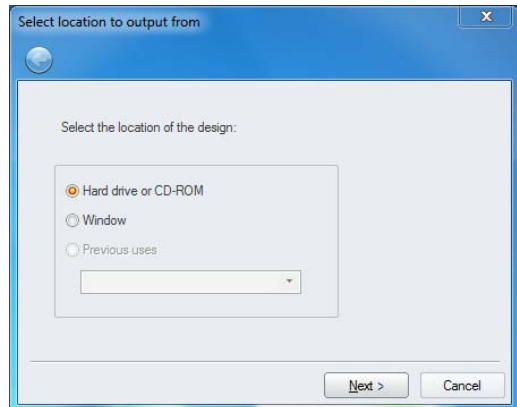 Select location to output from
Select the location of the design:
Hard drive or CD-ROM
Window
Previous uses
Next >
Cancel